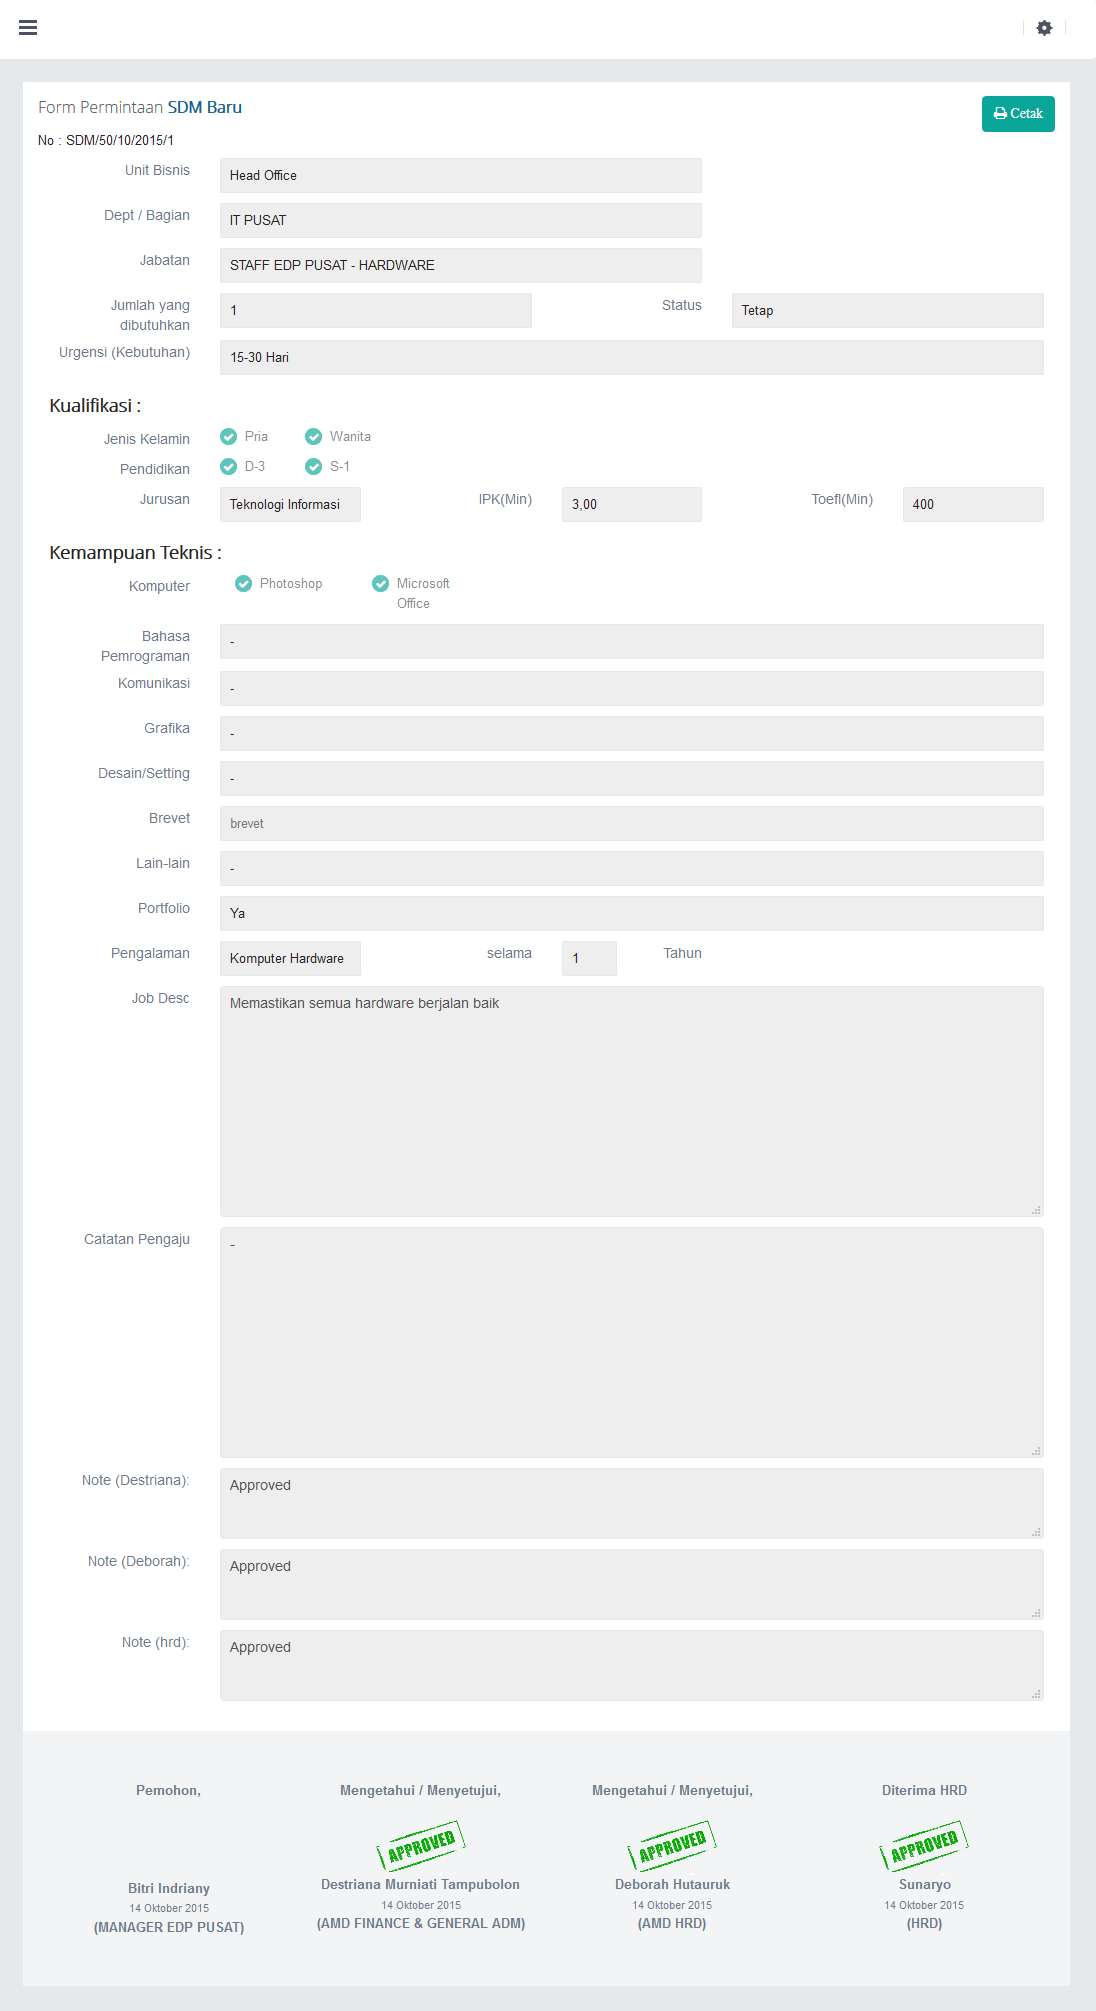 Form Permintaan SDM Baru
Cetak
No : SDM/50/10/2015/1
Unit Bisnis
Head Office
Dept / Bagian
IT PUSAT
Jabatan
STAFF EDP PUSAT - HARDWARE
Jumlah yang dibutuhkan
1
Status
Tetap
Urgensi (Kebutuhan)
15-30 Hari
Kualifikasi :
Jenis Kelamin
Pria
Wanita
Pendidikan
D-3
S-1
Jurusan
Teknologi Informasi
IPK(Min)
3,00
Toefl(Min)
400
Kemampuan Teknis :
Komputer
Photoshop
Microsoft
Office
Bahasa
Pemrograman
-
Komunikasi
-
Grafika
-
Desain/Setting
-
Brevet
brevet
Lain-lain
-
Portfolio
Ya
Pengalaman
Komputer Hardware
selama
1
Tahun
Job Desc
Memastikan semua hardware berjalan baik
Catatan Pengaju
-
Note (Destriana):
Approved
Note (Deborah):
Approved
Note (hrd):
Approved
Pemohon,
Bitri Indriany
14 Oktober 2015
(MANAGER EDP PUSAT)
Mengetahui / Menyetujui,
APPROVED
Destriana Murniati Tampubolon
14 Oktober 2015
(AMD FINANCE & GENERAL ADM)
Mengetahui / Menyetujui,
APPROVED
Deborah Hutauruk
14 Oktober 2015
(AMD HRD)
Diterima HRD
APPROVED
Sunaryo
14 Oktober 2015
(HRD)